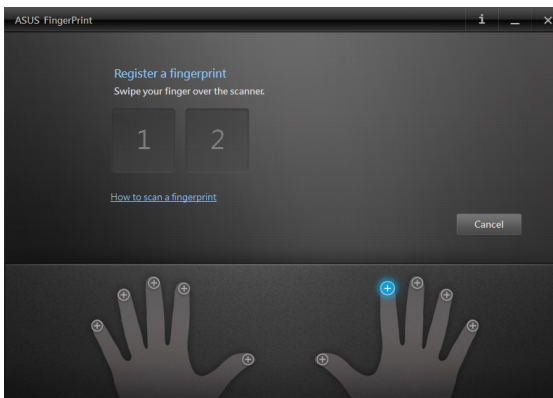 ASUS FingerPrint
Register a fingerprint
Swipe your finger over the scanner.
1 2
How to scan a fingerprint
Cancel